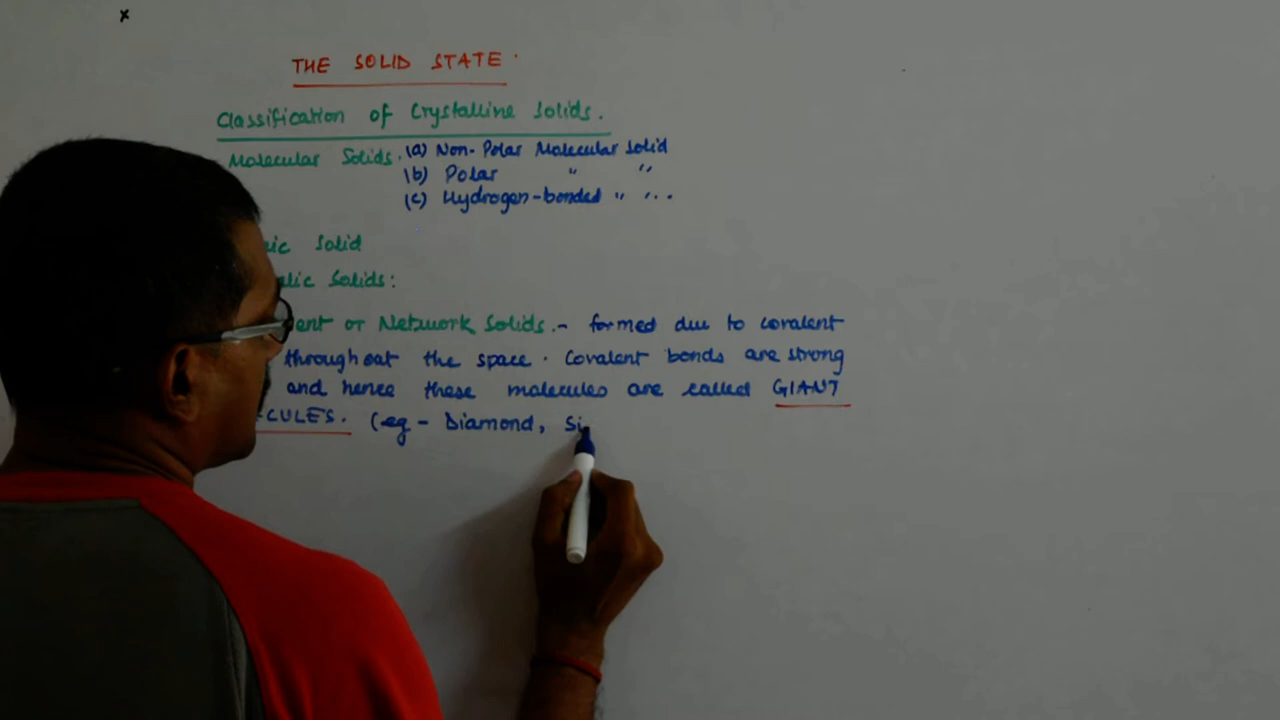 THE SOLID STATE.
Classification of Crystalline Solids.
Molecular Solids. (a) Non-Polar Molecular Solid
(b) Polar " "
(c) Hydrogen-bonded " "
Solid
Solids:
or Network Solids. - formed due to covalent
throughout the space. Covalent bonds are strong
and hence these molecules are called GIANT
CULES. (eg - Diamond, Si